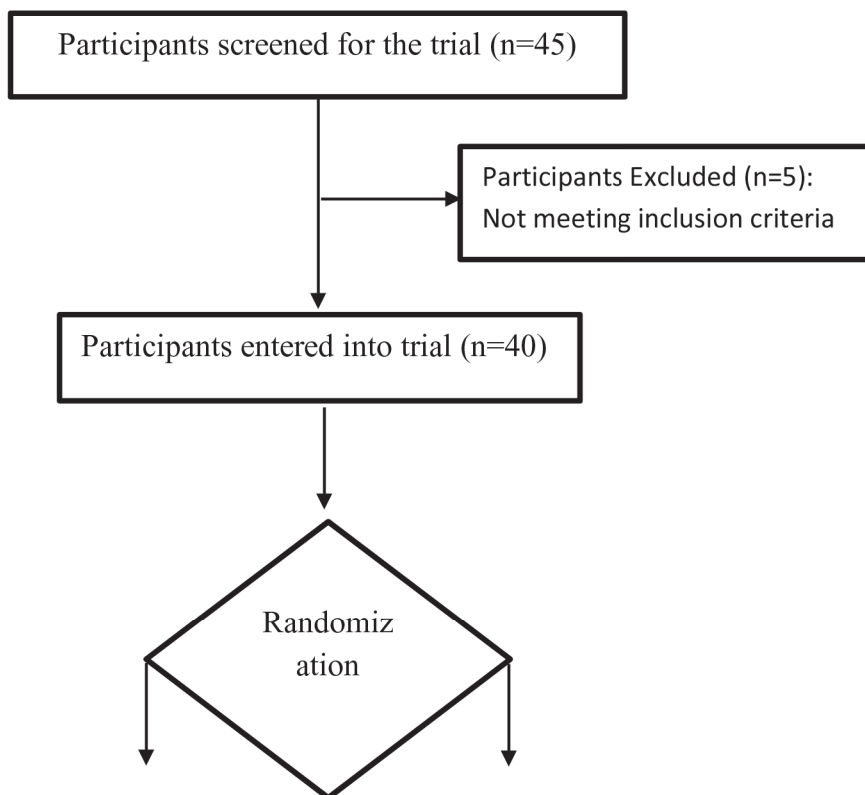 Participants screened for the trial (n=45)
Participants Excluded (n=5):
Not meeting inclusion criteria
Participants entered into trial (n=40)
Randomiz
ation